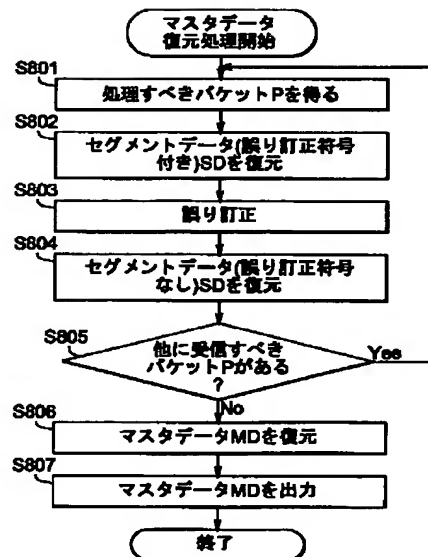 マスタデータ
復元処理開始
S801
処理すべきパケットPを得る
S802
セグメントデータ(誤り訂正符号
付き)SDを復元
S803
誤り訂正
S804
セグメントデータ(誤り訂正符号
なし)SDを復元
S805
他に受信すべき
パケットPがある
?
Yes
No
S806
マスタデータMDを復元
S807
マスタデータMDを出力
終了